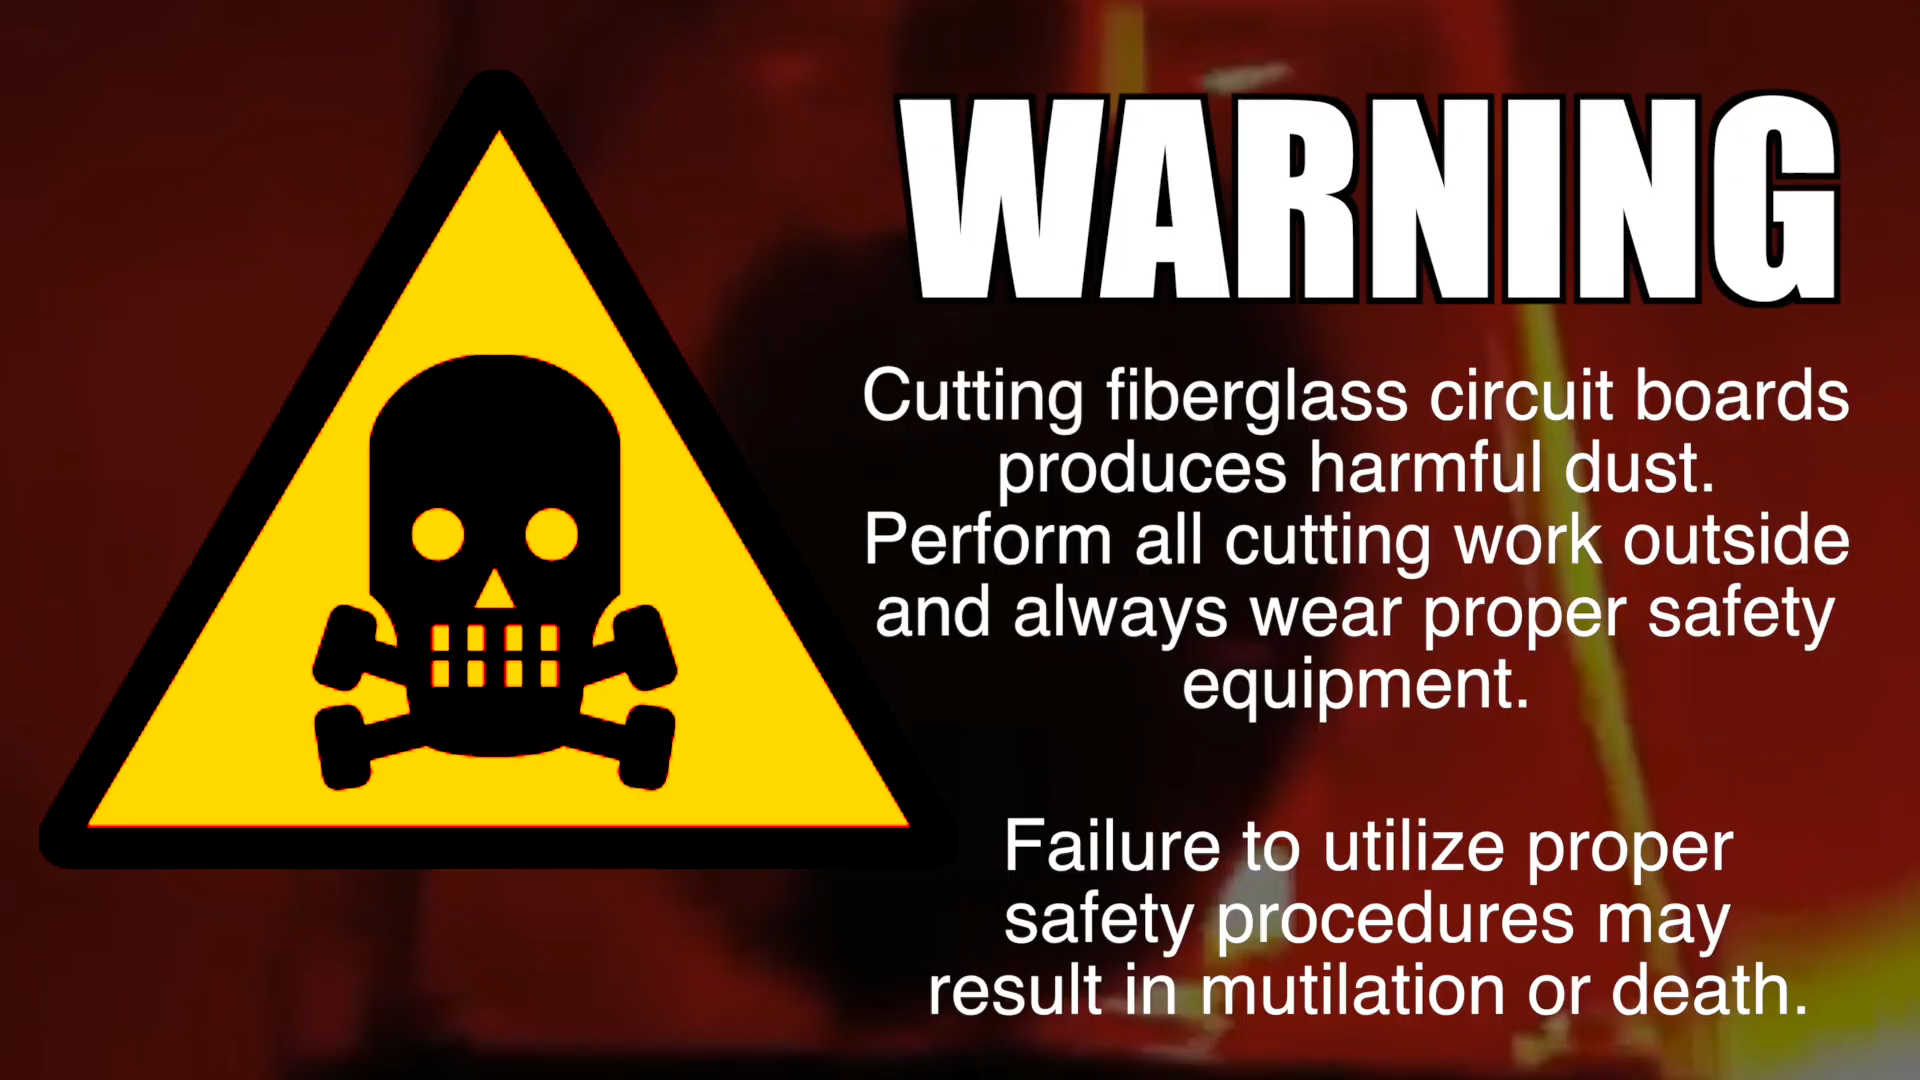 WARNING
Cutting fiberglass circuit boards
produces harmful dust.
Perform all cutting work outside
and always wear proper safety
equipment.
Failure to utilize proper
safety procedures may
result in mutilation or death.